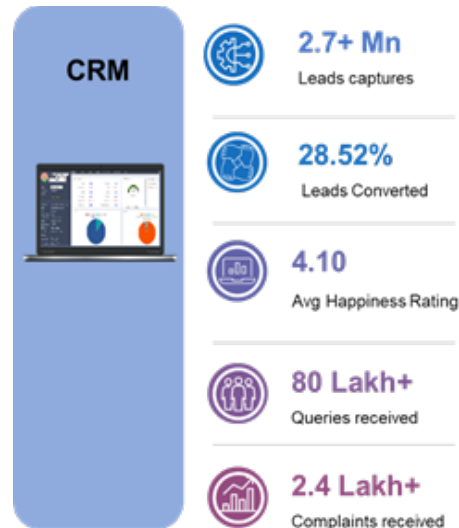 CRM
2.7+ Mn
Leads captures
28.52%
Leads Converted
4.10
Avg Happiness Rating
80 Lakh+
Queries received
2.4 Lakh+
Complaints received